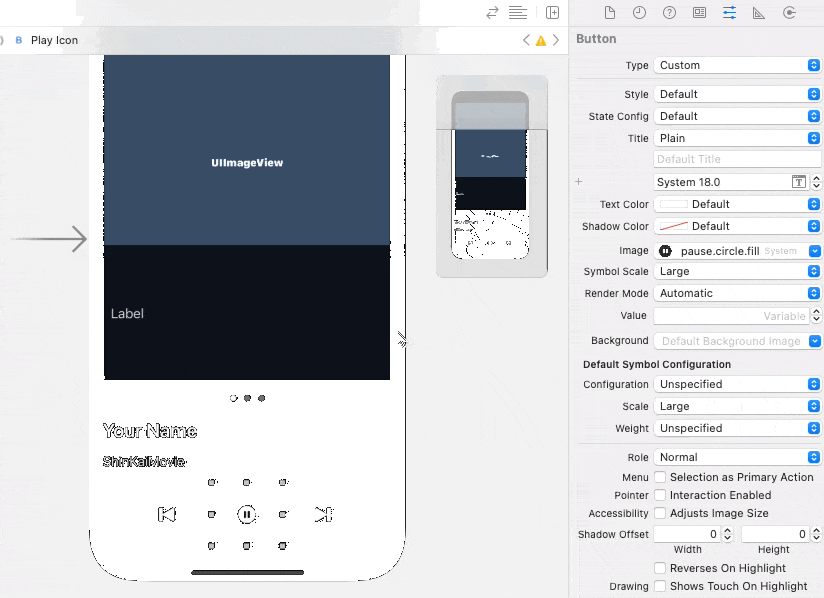 B Play Icon
UIImageView
Label
Your Name
ShinKaiMovie
Button
Type Custom
Style Default
State Config Default
Title Plain
Default Title
+ System 18.0 T
Text Color Default
Shadow Color Default
Image pause.circle.fill System
Symbol Scale Large
Render Mode Automatic
Value Variable
Background Default Background Image
Default Symbol Configuration
Configuration Unspecified
Scale Large
Weight Unspecified
Role Normal
Menu Selection as Primary Action
Pointer Interaction Enabled
Accessibility Adjusts Image Size
Shadow Offset 0 0
Width Height
Reverses On Highlight
Drawing Shows Touch On Highlight